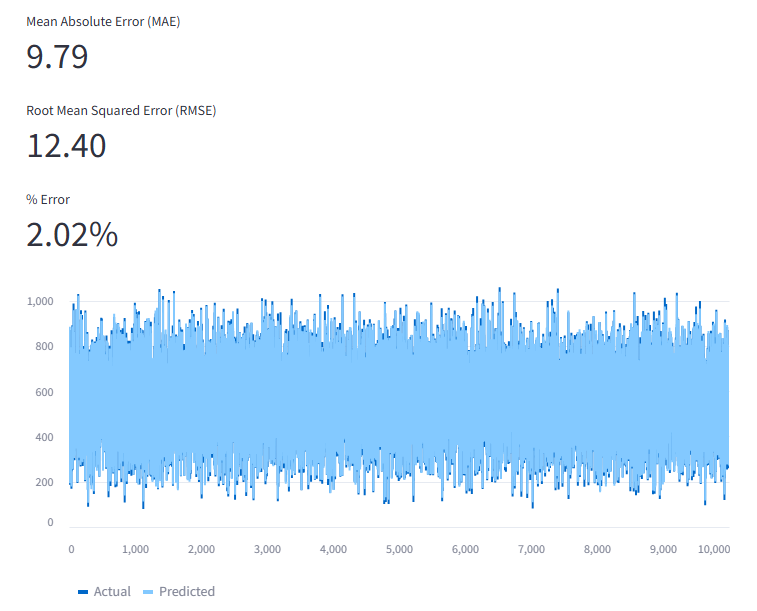 Mean Absolute Error (MAE)
9.79
Root Mean Squared Error (RMSE)
12.40
% Error
2.02%
1,000
800
600
400
200
0
0 1,000 2,000 3,000 4,000 5,000 6,000 7,000 8,000 9,000 10,000
Actual Predicted